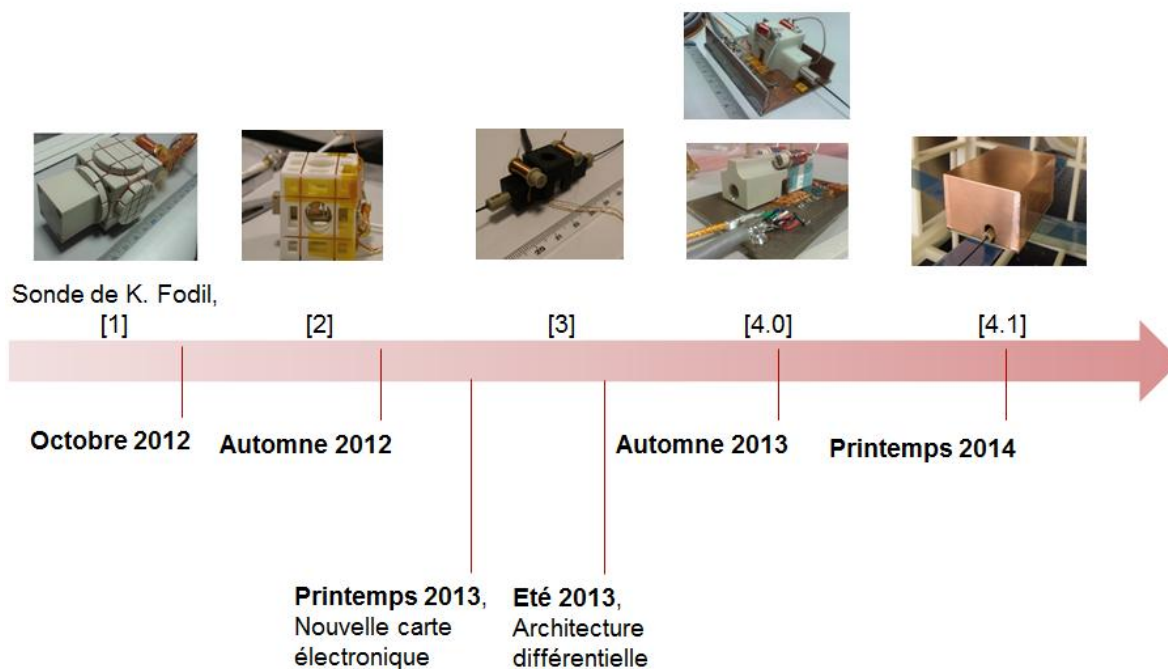 Sonde de K. Fodil,
[1]
[2]
[3]
[4.0]
[4.1]
Octobre 2012
Automne 2012
Automne 2013
Printemps 2014
Printemps 2013,
Nouvelle carte
électronique
Eté 2013,
Architecture
différentielle